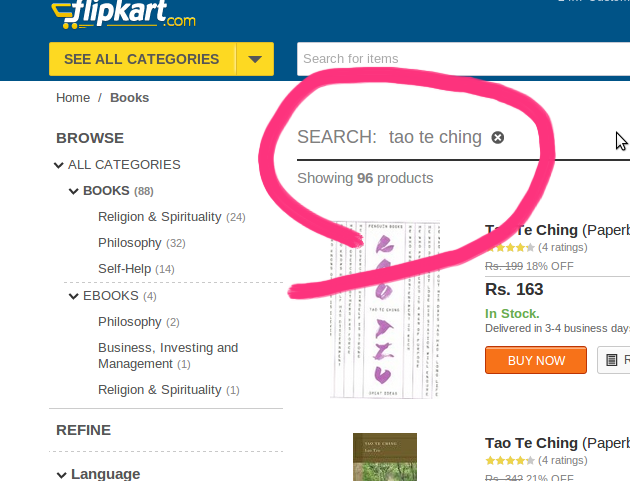 flipkart.com
SEE ALL CATEGORIES
Search for items
Home / Books
BROWSE
ALL CATEGORIES
BOOKS (88)
Religion & Spirituality (24)
Philosophy (32)
Self-Help (14)
EBOOKS (4)
Philosophy (2)
Business, Investing and
Management (1)
Religion & Spirituality (1)
REFINE
Language
SEARCH: tao te ching
Showing 96 products
PENGUIN BOOKS
TAO TE CHING
GREAT IDEAS
Tao Te Ching (Paperb
(4 ratings)
Rs. 199 18% OFF
Rs. 163
In Stock.
Delivered in 3-4 business days
BUY NOW
TAO TE CHING
Lao Tzu
Tao Te Ching (Paperb
(4 ratings)
Rs. 342 21% OFF